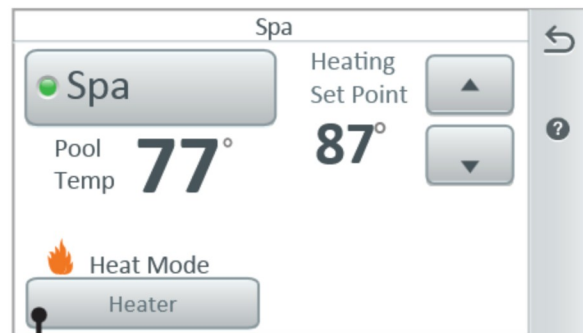 Spa
Spa
Heating
Set Point
87°
Pool
Temp
77°
Heat Mode
Heater
?